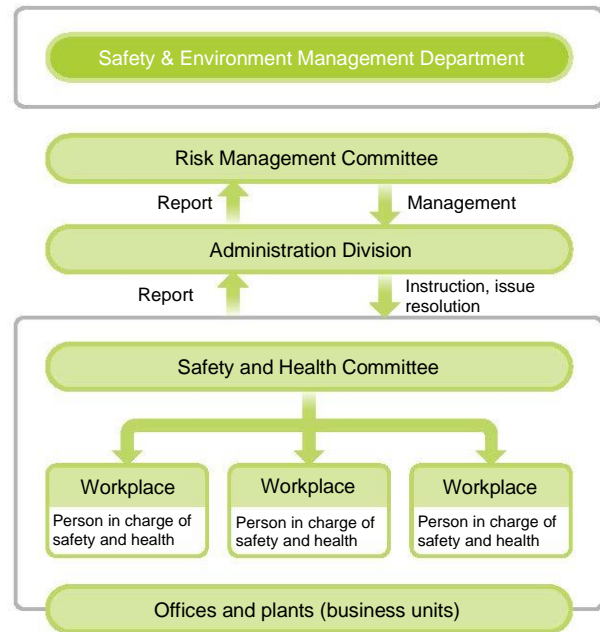 Safety & Environment Management Department
Risk Management Committee
Report
Management
Administration Division
Report
Instruction, issue
resolution
Safety and Health Committee
Workplace
Person in charge of
safety and health
Workplace
Person in charge of
safety and health
Workplace
Person in charge of
safety and health
Offices and plants (business units)